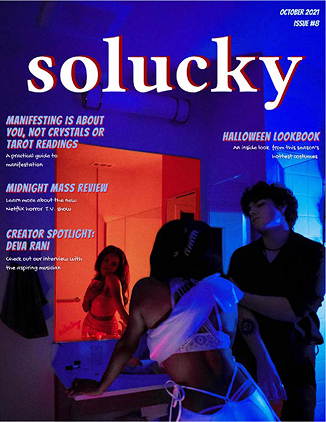 OCTOBER 2021
ISSUE #8
solucky
MANIFESTING IS ABOUT
YOU, NOT CRYSTALS OR
TAROT READINGS
A practical guide to
manifestation
MIDNIGHT MASS REVIEW
Learn more about the new
Netflix horror T.V. show
CREATOR SPOTLIGHT:
DEVA RANI
Check out our interview with
the aspiring musician
HALLOWEEN LOOKBOOK
An inside look from this season's
hottest costumes